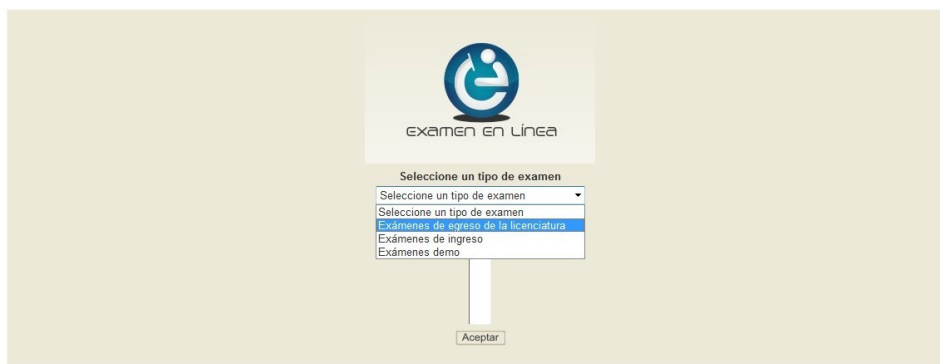 Examen en Línea
Seleccione un tipo de examen
Seleccione un tipo de examen
Seleccione un tipo de examen
Exámenes de egreso de la licenciatura
Exámenes de ingreso
Exámenes demo
Aceptar